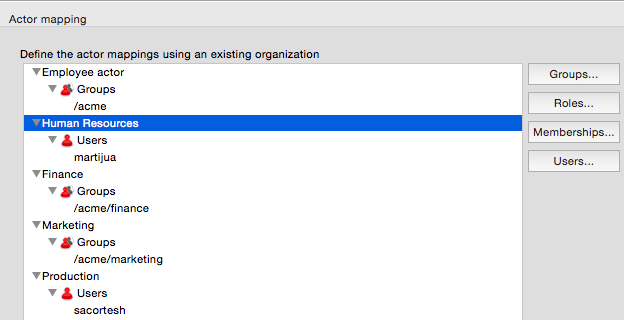 Actor mapping
Define the actor mappings using an existing organization
Employee actor
Groups
/acme
Human Resources
Users
martijua
Finance
Groups
/acme/finance
Marketing
Groups
/acme/marketing
Production
Users
sacortesh
Groups...
Roles...
Memberships...
Users...